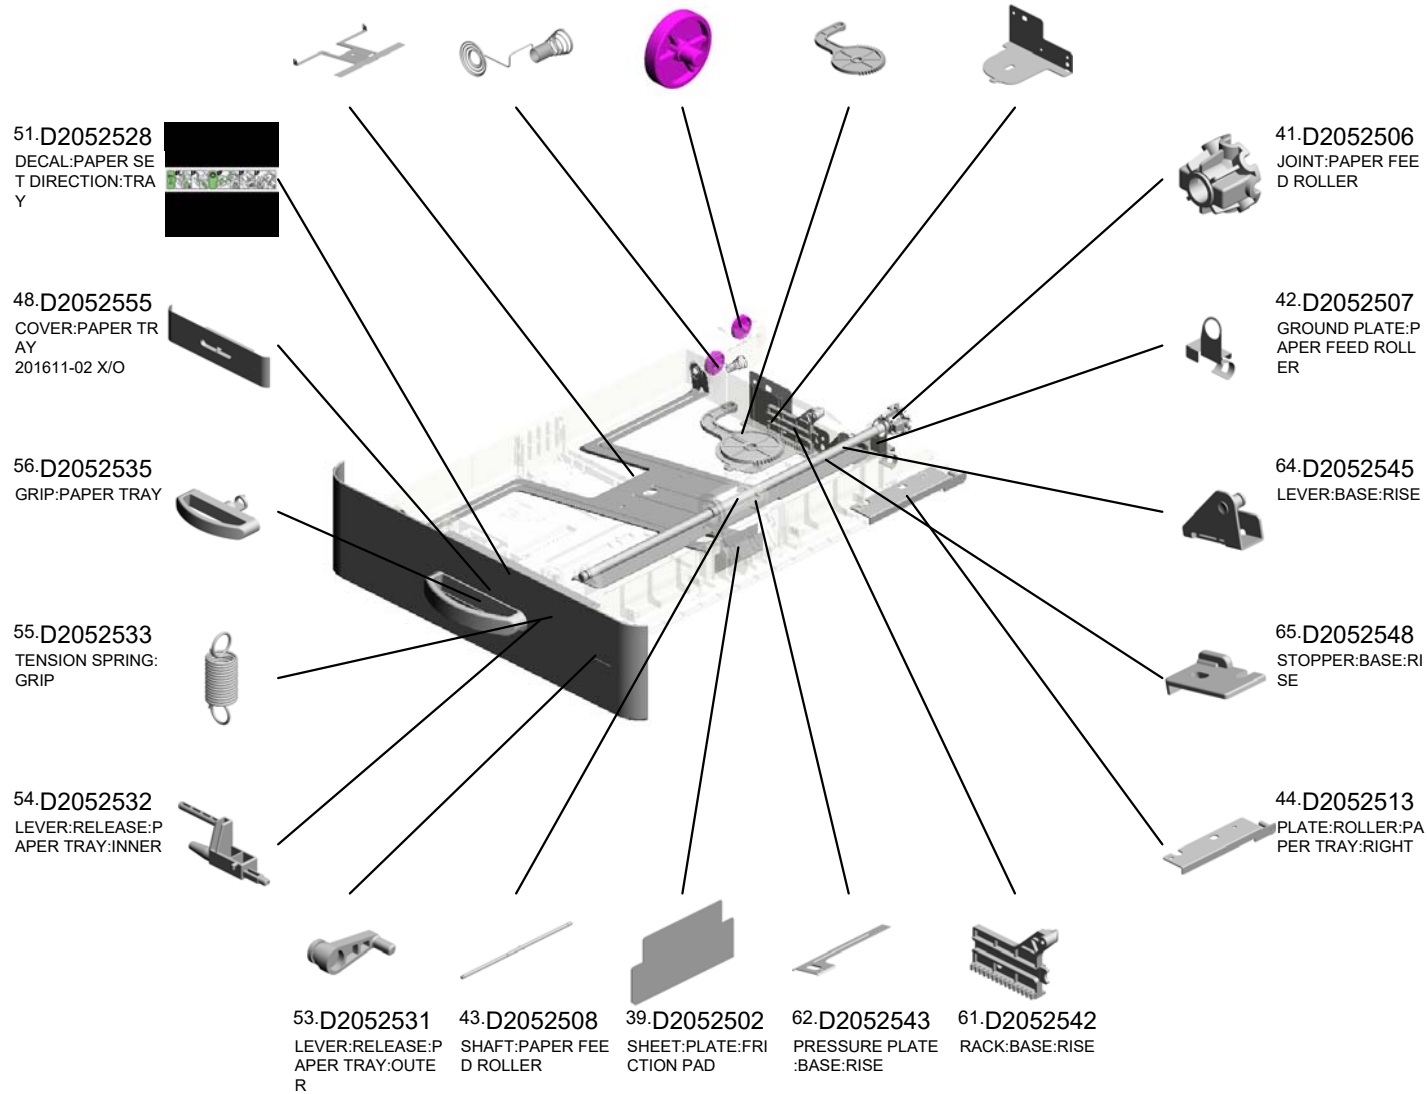 51.D2052528
DECAL:PAPER SE
T DIRECTION:TRA
Y
48.D2052555
COVER:PAPER TR
AY
201611-02 X/O
56.D2052535
GRIP:PAPER TRAY
55.D2052533
TENSION SPRING:
GRIP
54.D2052532
LEVER:RELEASE:P
APER TRAY:INNER
53.D2052531
LEVER:RELEASE:P
APER TRAY:OUTE
R
43.D2052508
SHAFT:PAPER FEE
D ROLLER
39.D2052502
SHEET:PLATE:FRI
CTION PAD
62.D2052543
PRESSURE PLATE
:BASE:RISE
61.D2052542
RACK:BASE:RISE
41.D2052506
JOINT:PAPER FEE
D ROLLER
42.D2052507
GROUND PLATE:P
APER FEED ROLL
ER
64.D2052545
LEVER:BASE:RISE
65.D2052548
STOPPER:BASE:RI
SE
44.D2052513
PLATE:ROLLER:PA
PER TRAY:RIGHT